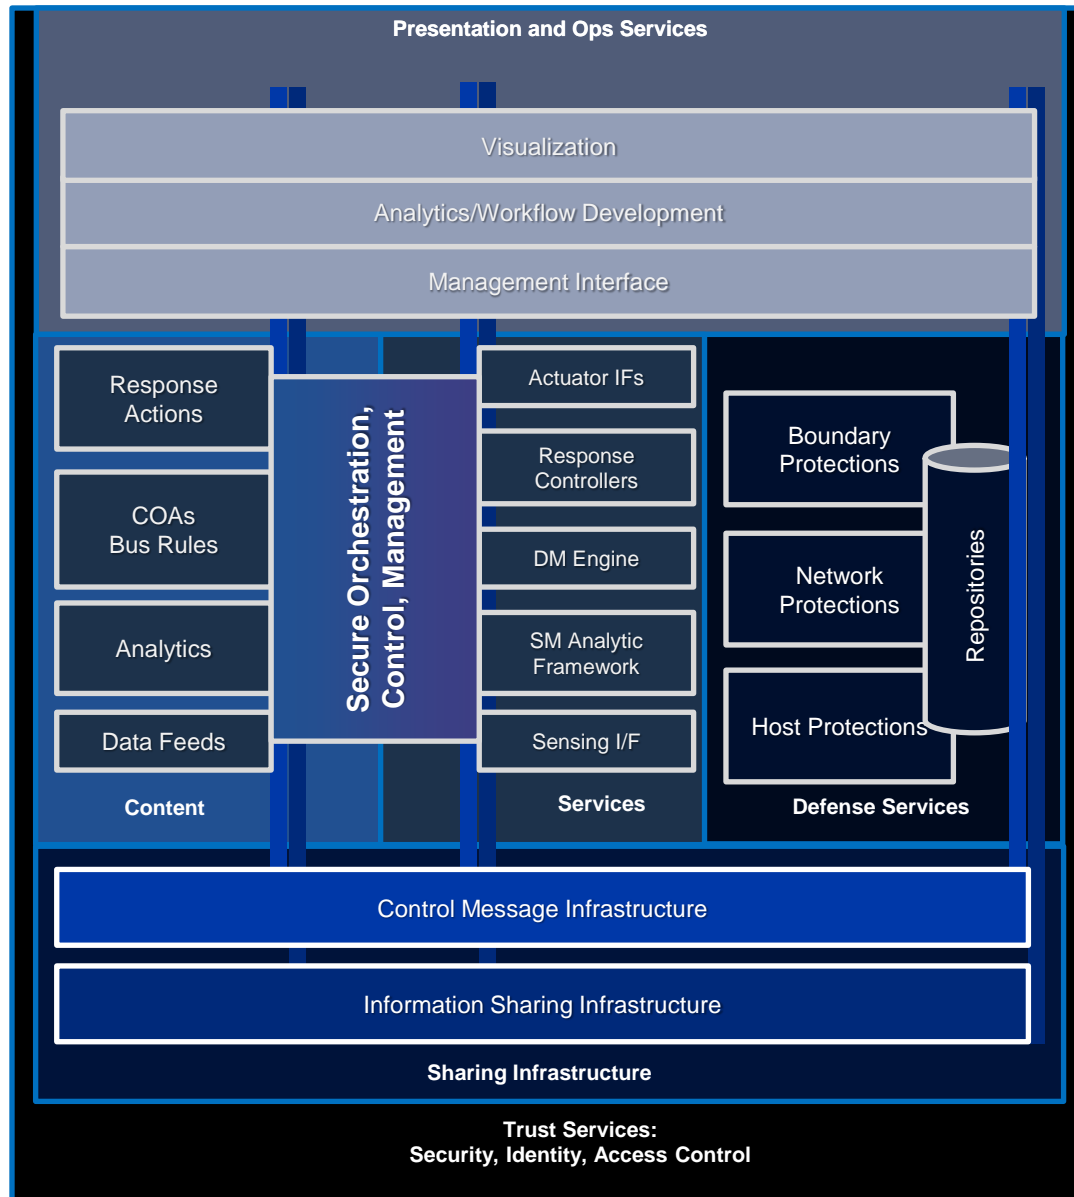 Presentation and Ops Services
Visualization
Analytics/Workflow Development
Management Interface
Response
Actions
COAs
Bus Rules
Analytics
Data Feeds
Content
Secure Orchestration,
Control, Management
Actuator IFs
Response
Controllers
DM Engine
SM Analytic
Framework
Sensing I/F
Services
Boundary
Protections
Network
Protections
Host Protections
Repositories
Defense Services
Control Message Infrastructure
Information Sharing Infrastructure
Sharing Infrastructure
Trust Services:
Security, Identity, Access Control